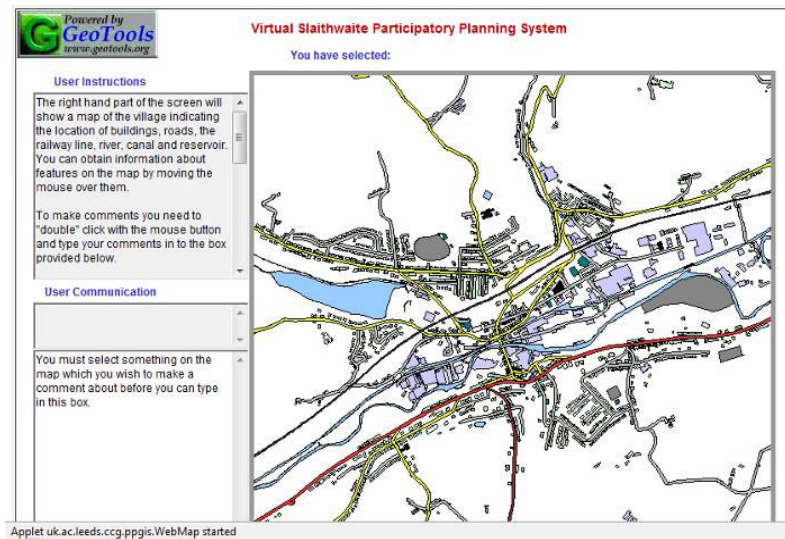 Powered by
GeoTools
www.geotools.org
Virtual Slaithwaite Participatory Planning System
You have selected:
User Instructions
The right hand part of the screen will
show a map of the village indicating
the location of buildings, roads, the
railway line, river, canal and reservoir.
You can obtain information about
features on the map by moving the
mouse over them.
To make comments you need to
"double" click with the mouse button
and type your comments in to the box
provided below.
User Communication
You must select something on the
map which you wish to make a
comment about before you can type
in this box.
Applet uk.ac.leeds.ccg.ppgis.WebMap started